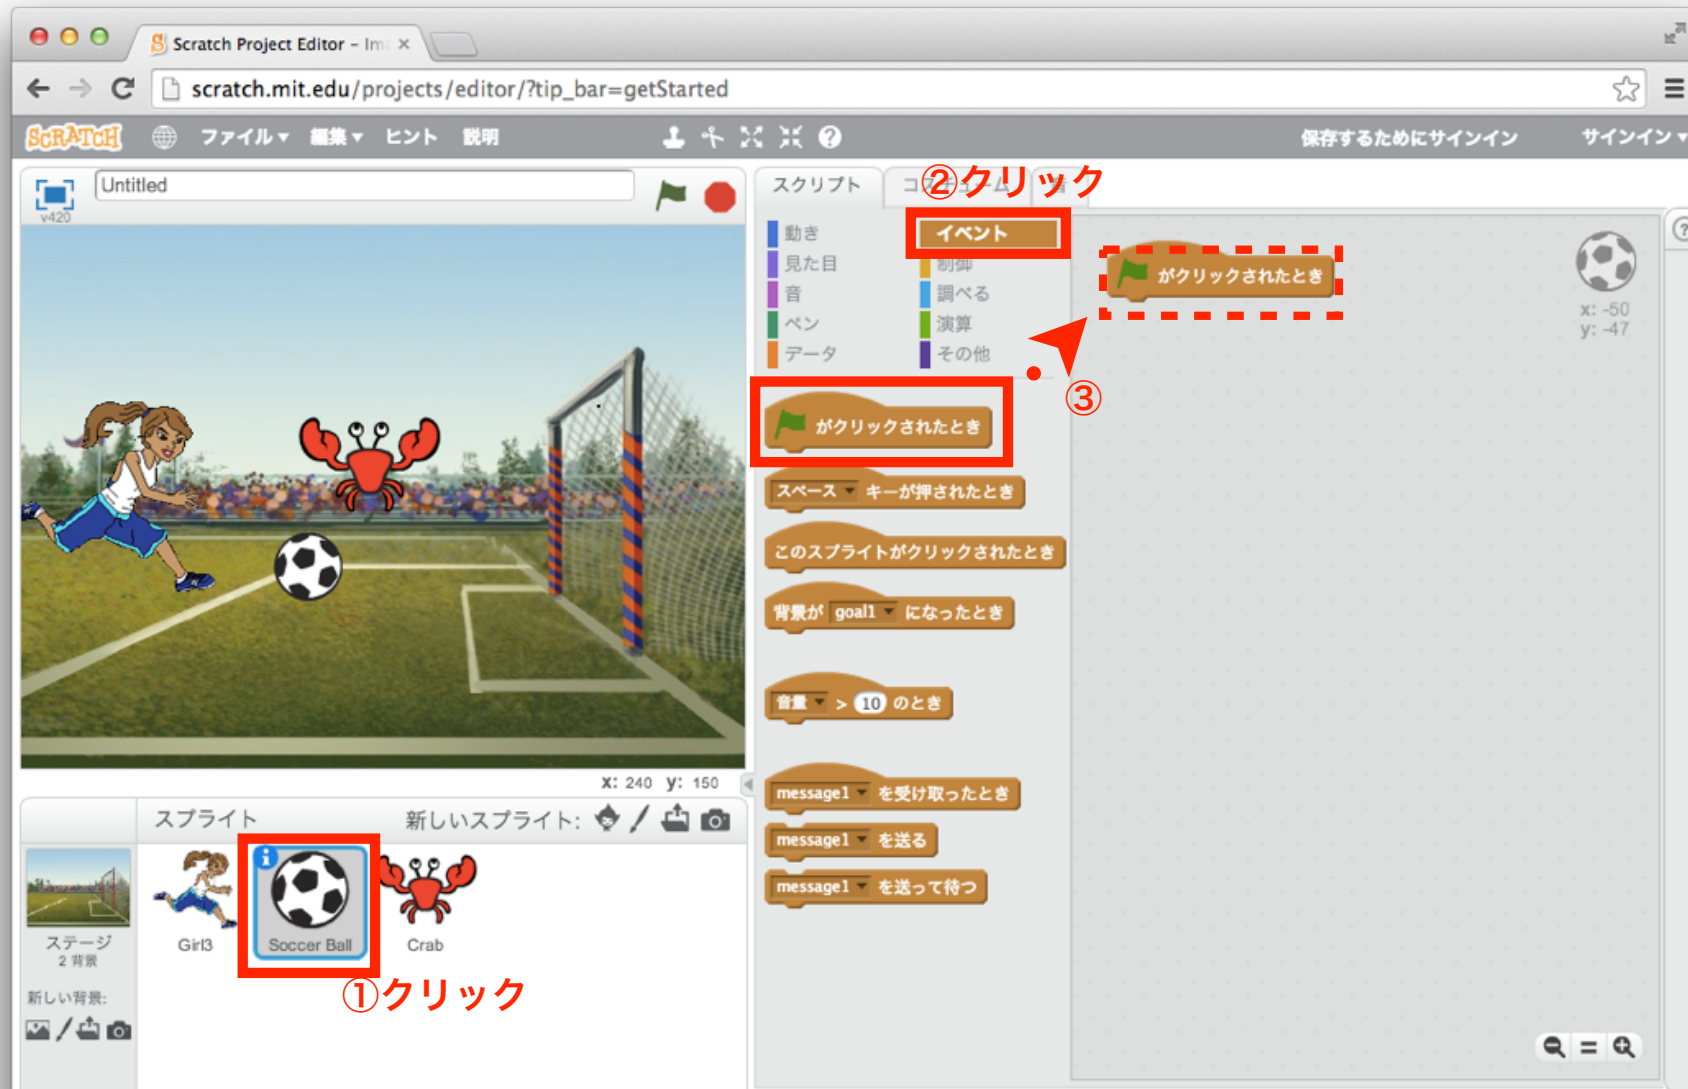 Scratch Project Editor – Im
scratch.mit.edu/projects/editor/?tip_bar=getStarted
SCRATCH ファイル▼ 編集▼ ヒント 説明 保存するためにサインイン サインイン▼
Untitled
v420
スクリプト
②クリック
動き
イベント
見た目
制御
音
調べる
ペン
演算
データ
その他
がクリックされたとき
x: -50
y: -47
③
がクリックされたとき
スペース キーが押されたとき
このスプライトがクリックされたとき
背景が goal1 になったとき
音量 > 10 のとき
message1 を受け取ったとき
message1 を送る
message1 を送って待つ
x: 240 y: 150
スプライト 新しいスプライト:
Girl3 Soccer Ball Crab
ステージ
2 背景
①クリック
新しい背景: